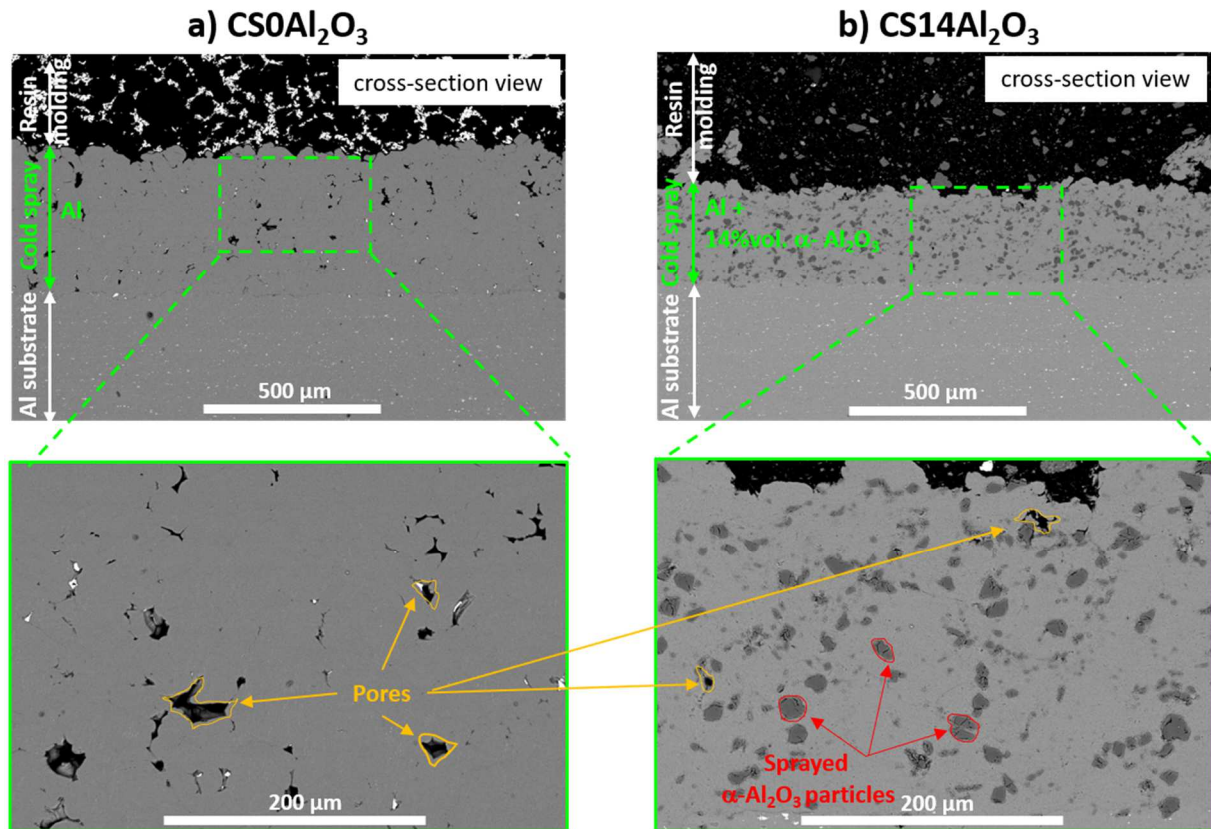 a) CS0Al₂O₃
cross-section view
Resin
molding
Cold spray
Al
Al substrate
500 µm
b) CS14Al₂O₃
cross-section view
Resin
molding
Cold spray
Al +
14%vol. α- Al₂O₃
Al substrate
500 µm
Pores
200 µm
Sprayed
α-Al₂O₃ particles
200 µm